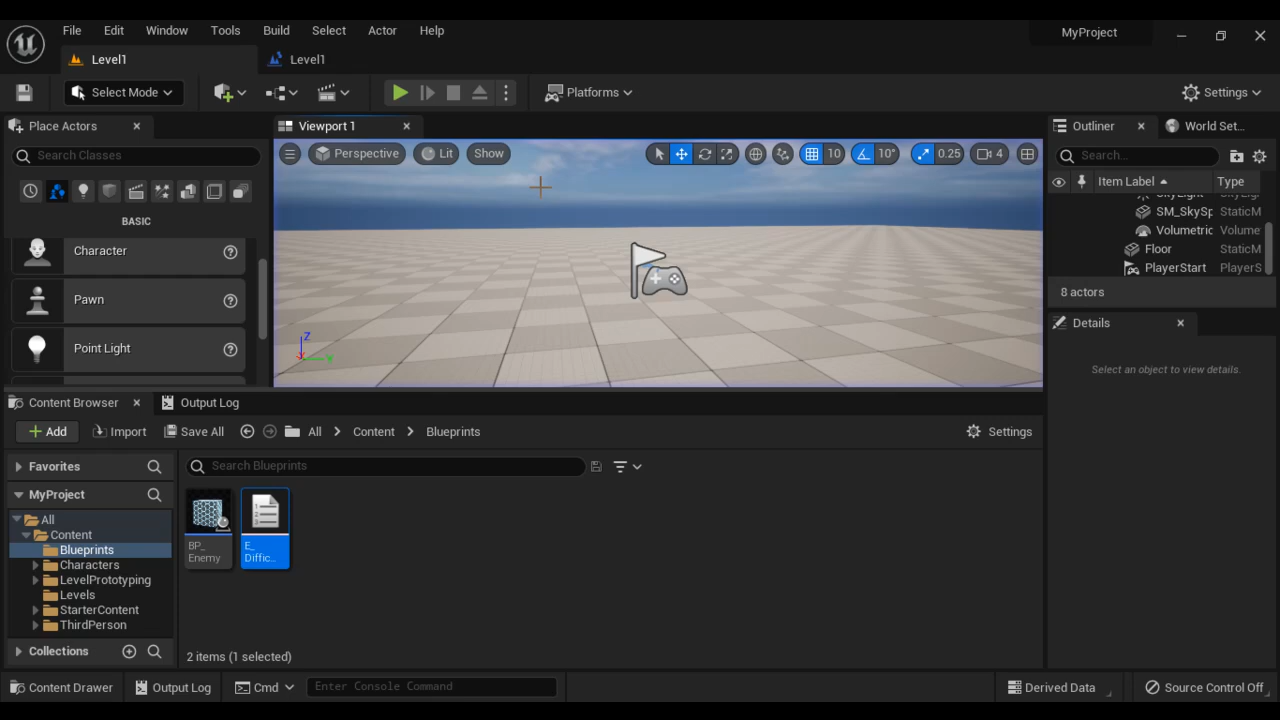 File Edit Window Tools Build Select Actor Help MyProject
Level1 Level1
Select Mode Platforms Settings
Place Actors Viewport 1 Outliner World Set...
Search Classes Perspective Lit Show 10 10° 0.25 4 Search...
Item Label Type
BASIC
SM_SkySp StaticM
Character Volumetric Volume
Floor StaticM
PlayerStart PlayerS
Pawn 8 actors
Details
Point Light
Z
Y
Select an object to view details.
Content Browser Output Log
Add Import Save All All Content Blueprints Settings
Favorites Search Blueprints
MyProject
All
Content
Blueprints
Characters
LevelPrototyping
Levels
StarterContent
ThirdPerson
BP_
Enemy
E_
Diffic...
Collections 2 items (1 selected)
Content Drawer Output Log Cmd Enter Console Command Derived Data Source Control Off